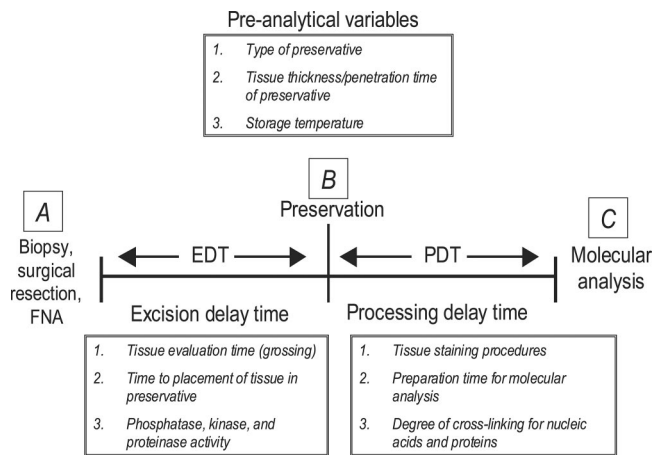 Pre-analytical variables
1. Type of preservative
2. Tissue thickness/penetration time
of preservative
3. Storage temperature
A
Biopsy,
surgical
resection,
FNA
B
Preservation
C
Molecular
analysis
EDT
PDT
Excision delay time
1. Tissue evaluation time (grossing)
2. Time to placement of tissue in
preservative
3. Phosphatase, kinase, and
proteinase activity
Processing delay time
1. Tissue staining procedures
2. Preparation time for molecular
analysis
3. Degree of cross-linking for nucleic
acids and proteins